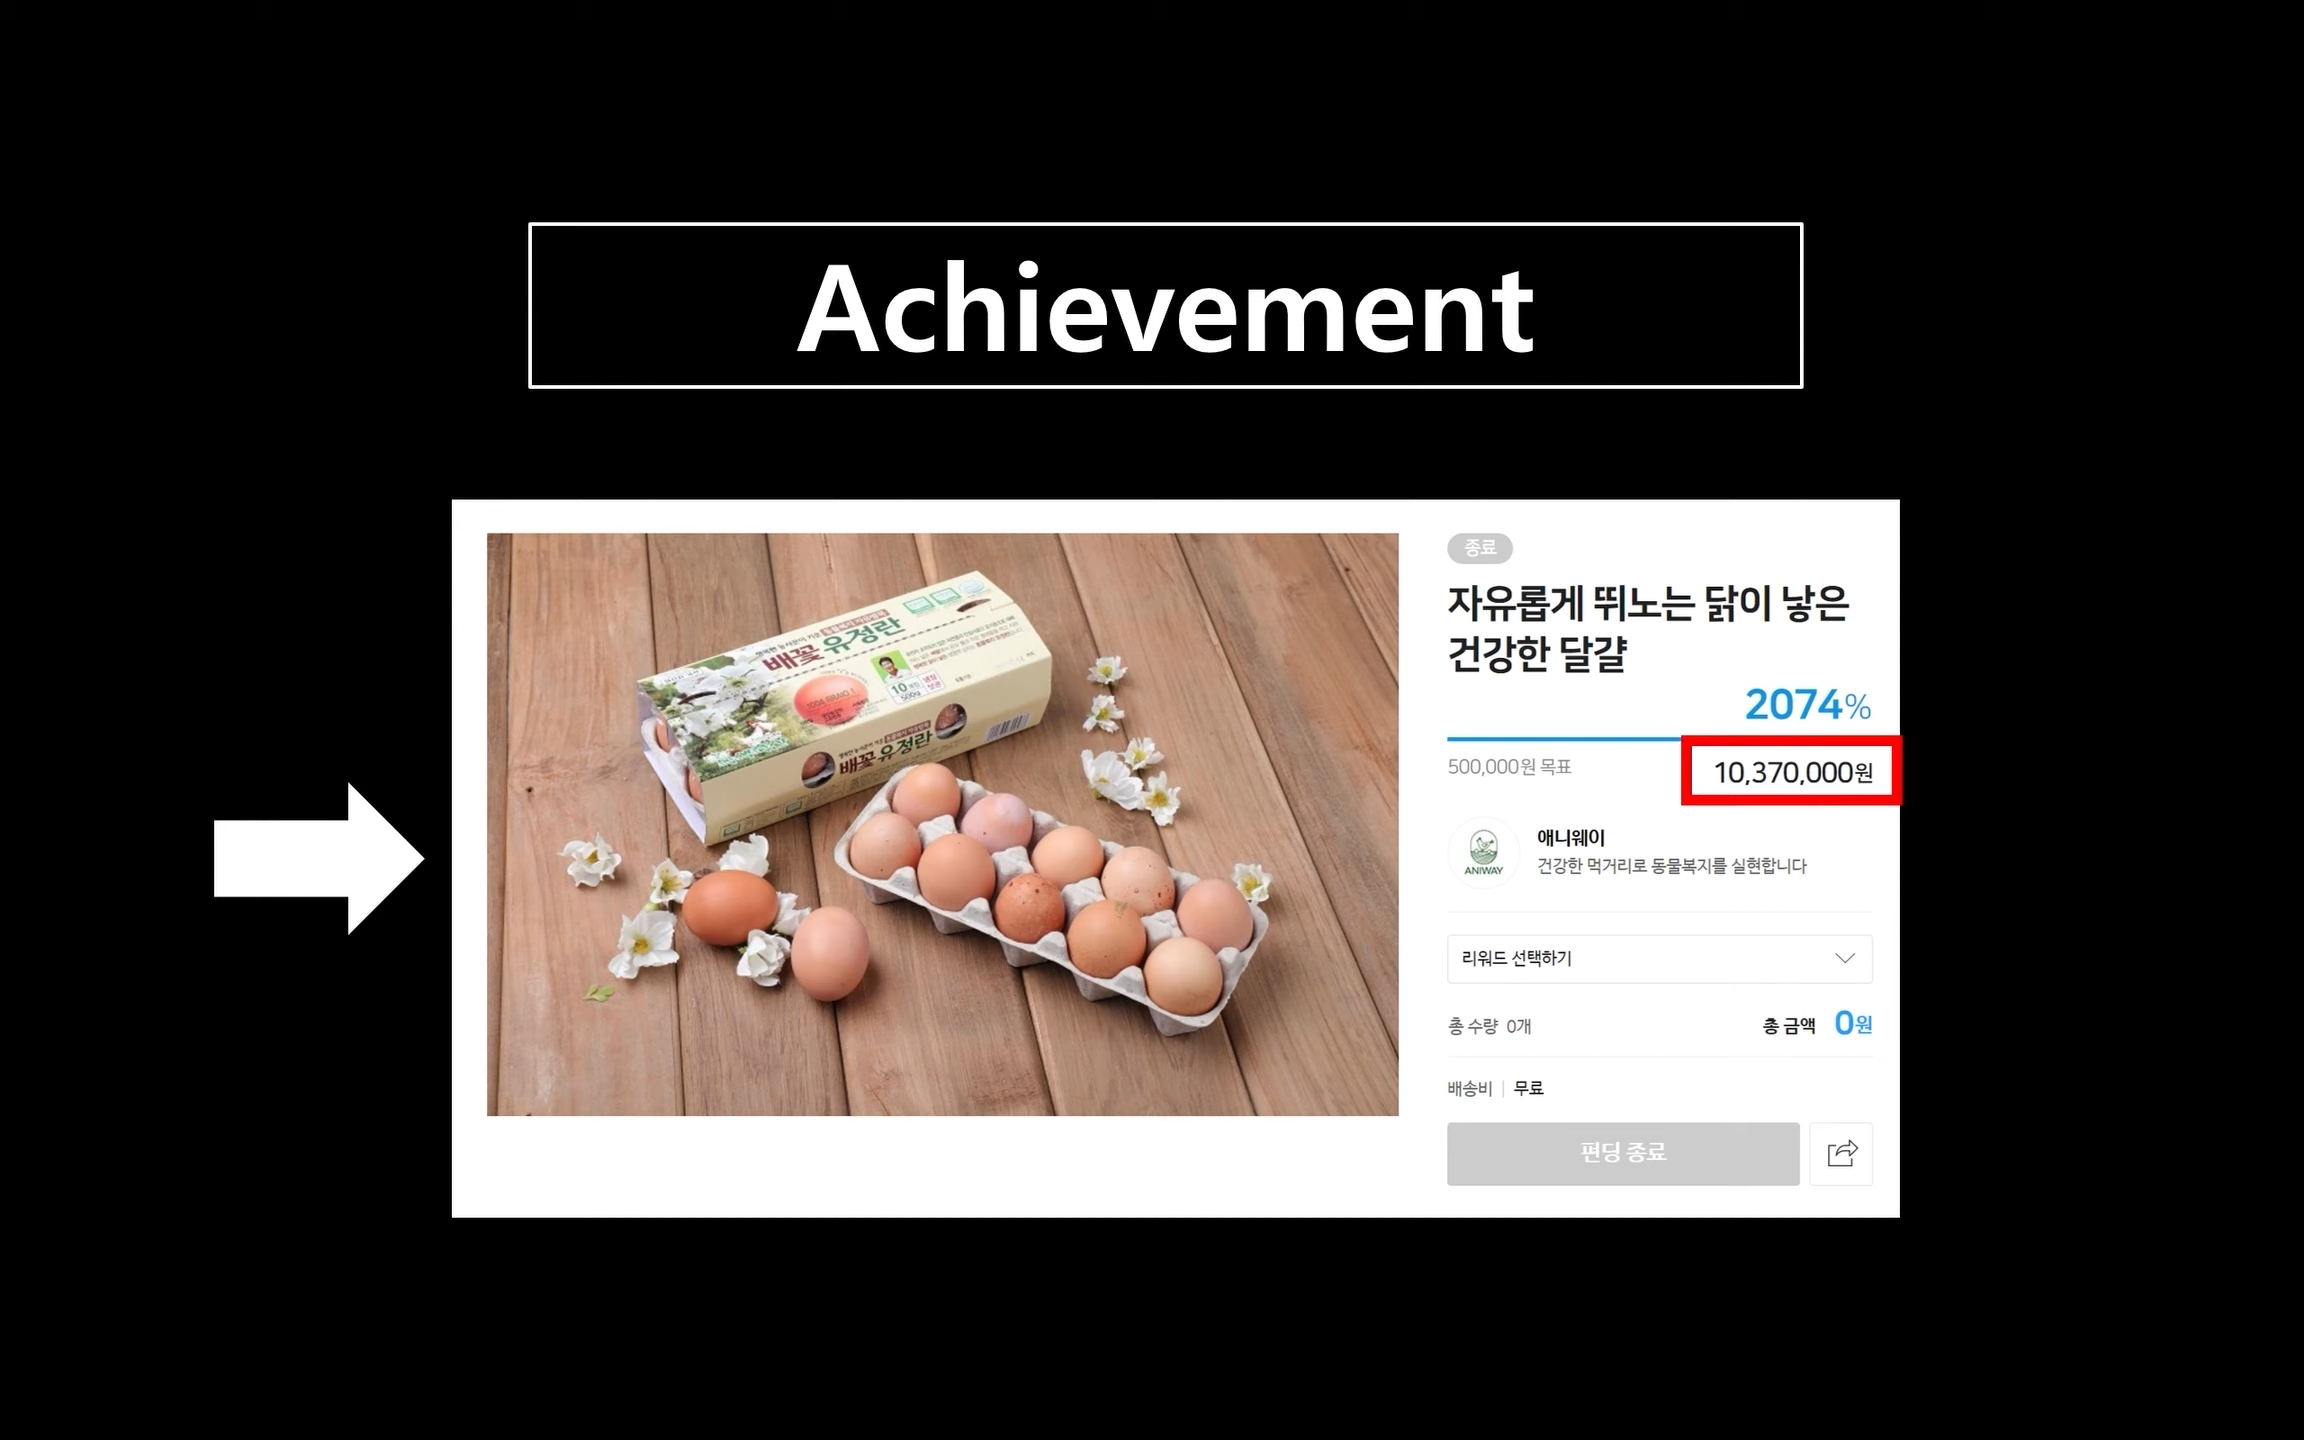 Achievement
배꽃 유정란
10
500g
배꽃 유정란
종료
자유롭게 뛰노는 닭이 낳은
건강한 달걀
2074%
500,000원 목표
10,370,000원
ANIWAY
애니웨이
건강한 먹거리로 동물복지를 실현합니다
리워드 선택하기
총 수량 0개
총 금액 0원
배송비 | 무료
펀딩 종료